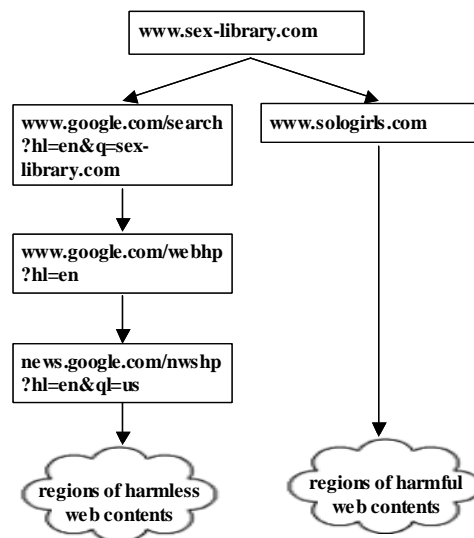 www.sex-library.com
www.google.com/search
?hl=en&q=sex-
library.com
www.sologirls.com
www.google.com/webhp
?hl=en
news.google.com/nwshp
?hl=en&ql=us
regions of harmless
web contents
regions of harmful
web contents